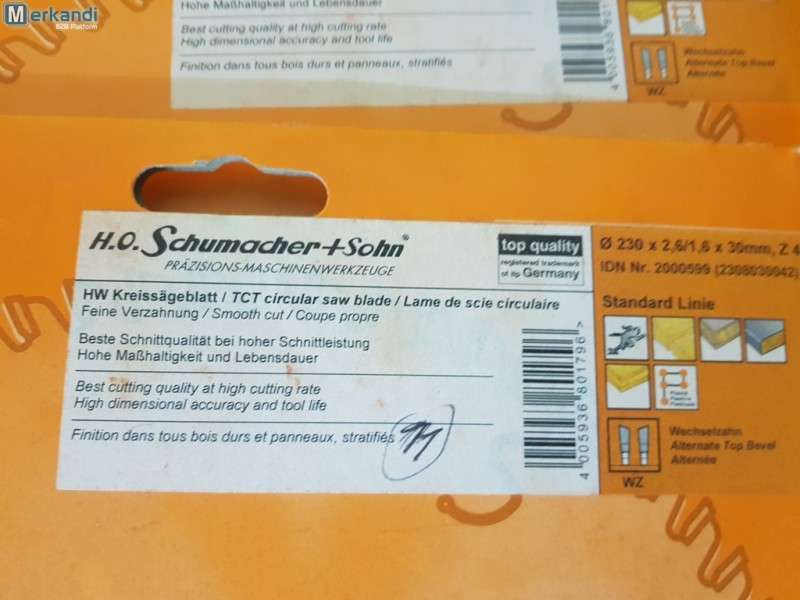 Merkandi
B2B Platform
Hohe Maßhaltigkeit und Lebensdauer
Best cutting quality at high cutting rate
High dimensional accuracy and tool life
Finition dans tous bois durs et panneaux, stratifiés
Wechselzahn
Alternate Top Bevel
Alternée
WZ
H.O. Schumacher+Sohn®
PRÄZISIONS-MASCHINENWERKZEUGE
top quality
registered trademark
of Germany
HW Kreissägeblatt / TCT circular saw blade / Lame de scie circulaire
Feine Verzahnung / Smooth cut / Coupe propre
Beste Schnittqualität bei hoher Schnittleistung
Hohe Maßhaltigkeit und Lebensdauer
Best cutting quality at high cutting rate
High dimensional accuracy and tool life
Finition dans tous bois durs et panneaux, stratifiés
4 005936 801796 >
Ø 230 x 2,6/1,6 x 30mm, Z 4
IDN Nr. 2000599 (2308030042)
Standard Linie
Wechselzahn
Alternate Top Bevel
Alternée
WZ